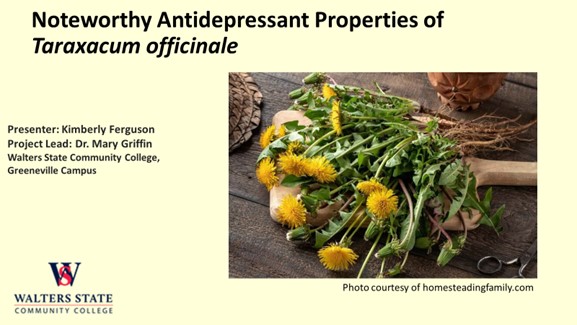 Noteworthy Antidepressant Properties of
Taraxacum officinale
Presenter: Kimberly Ferguson
Project Lead: Dr. Mary Griffin
Walters State Community College,
Greeneville Campus
Photo courtesy of homesteadingfamily.com
WS
WALTERS STATE
COMMUNITY COLLEGE